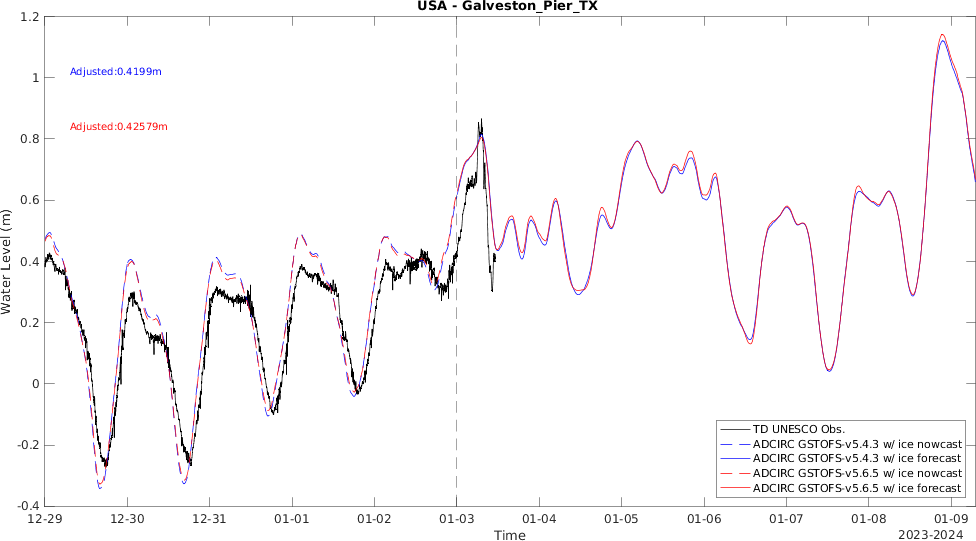 USA - Galveston_Pier_TX
1.2
1
0.8
0.6
0.4
0.2
0
-0.2
-0.4
Water Level (m)
Adjusted:0.4199m
Adjusted:0.42579m
TD UNESCO Obs.
ADCIRC GSTOFS-v5.4.3 w/ ice nowcast
ADCIRC GSTOFS-v5.4.3 w/ ice forecast
ADCIRC GSTOFS-v5.6.5 w/ ice nowcast
ADCIRC GSTOFS-v5.6.5 w/ ice forecast
12-29 12-30 12-31 01-01 01-02 01-03 01-04 01-05 01-06 01-07 01-08 01-09
Time
2023-2024